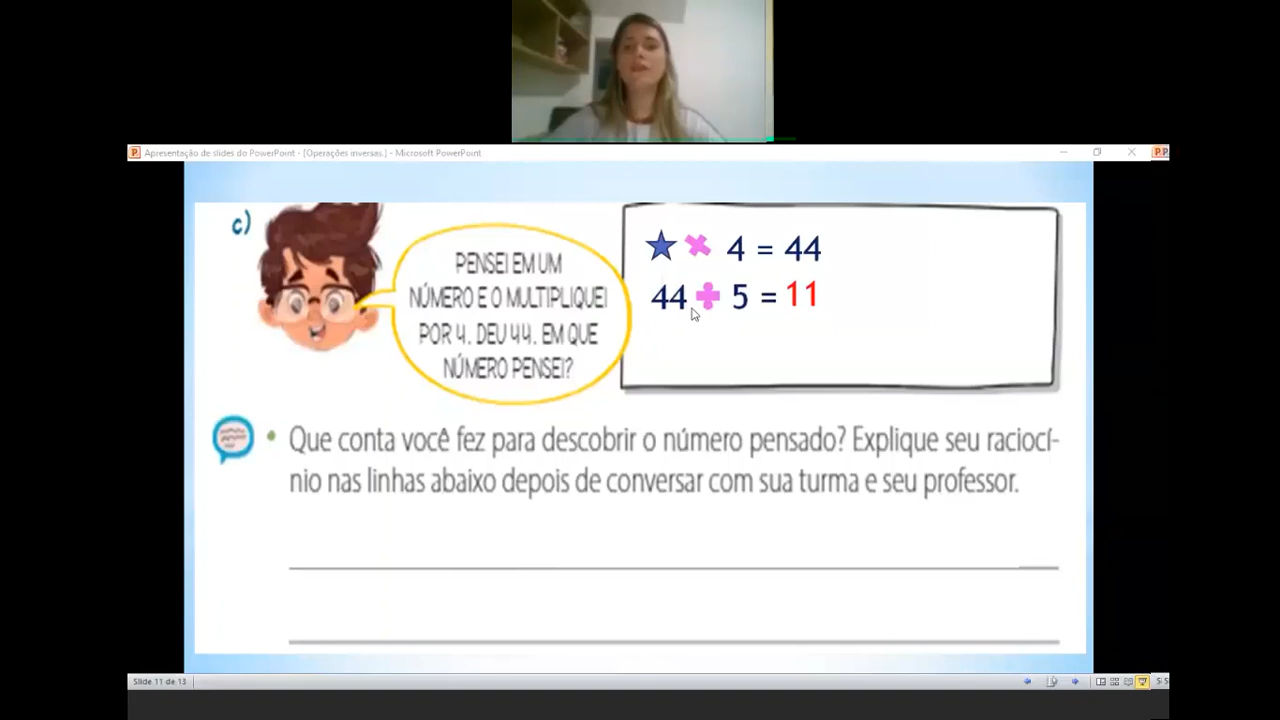 Apresentação de slides do PowerPoint - [Operações inversas.] - Microsoft PowerPoint
c)
PENSEI EM UM
NÚMERO E O MULTIPLIQUEI
POR 4. DEU 44. EM QUE
NÚMERO PENSEI?
★ × 4 = 44
44 + 5 = 11
• Que conta você fez para descobrir o número pensado? Explique seu raciocí-
nio nas linhas abaixo depois de conversar com sua turma e seu professor.
Slide 11 de 13